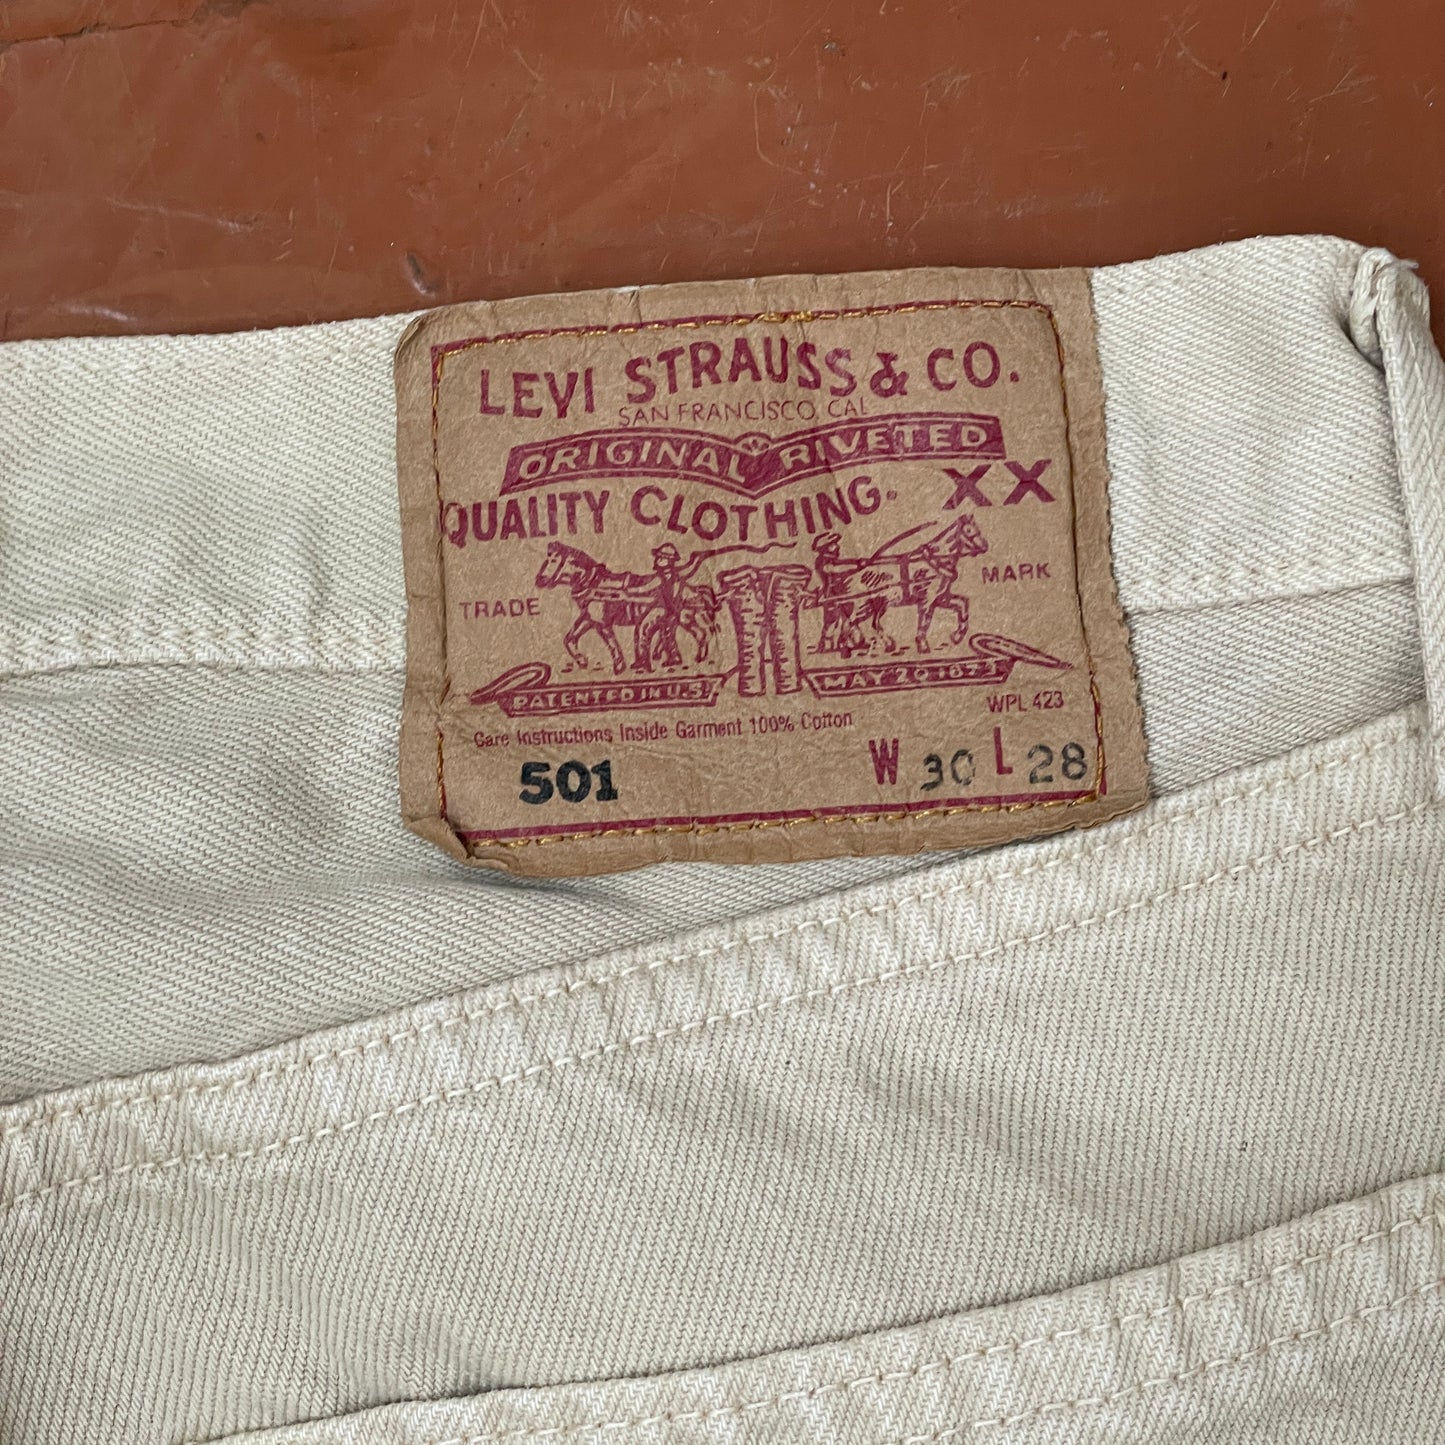 LEVI STRAUSS & CO.
SAN FRANCISCO, CAL
ORIGINAL RIVETED
QUALITY CLOTHING. XX
TRADE MARK
PATENTED IN U.S. MAY 20 1873
WPL 423
Care Instructions Inside Garment 100% Cotton
501 W 30 L 28